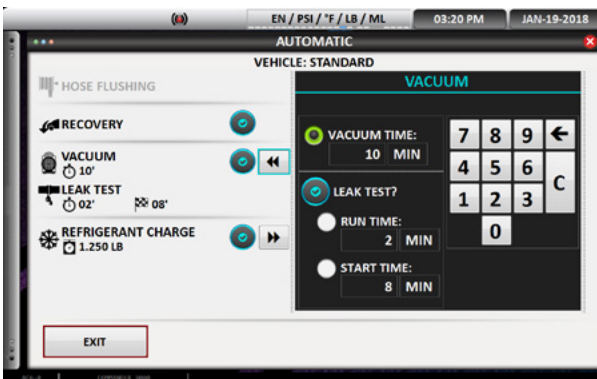 EN / PSI / °F / LB / ML
03:20 PM
JAN-19-2018
AUTOMATIC
VEHICLE: STANDARD
HOSE FLUSHING
RECOVERY
VACUUM
10'
LEAK TEST
02' 08'
REFRIGERANT CHARGE
1.250 LB
EXIT
VACUUM
VACUUM TIME:
10 MIN
LEAK TEST?
RUN TIME:
2 MIN
START TIME:
8 MIN
7 8 9 ←
4 5 6 C
1 2 3
0